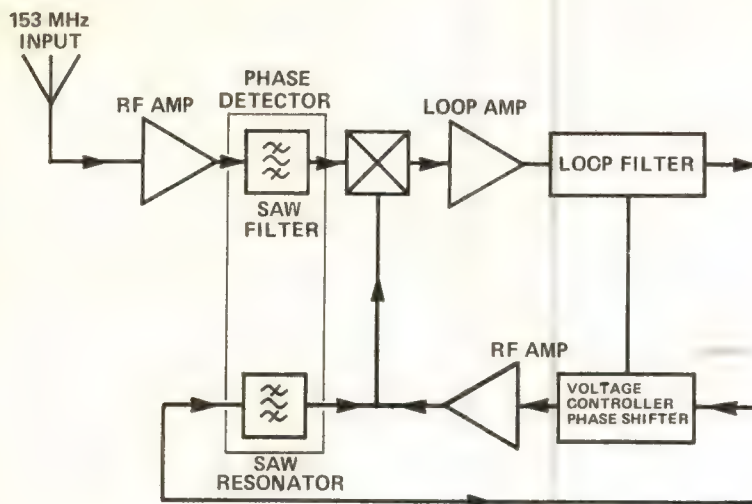 153 MHz
INPUT
RF AMP
PHASE
DETECTOR
LOOP AMP
SAW
FILTER
LOOP FILTER
RF AMP
VOLTAGE
CONTROLLER
PHASE SHIFTER
SAW
RESONATOR